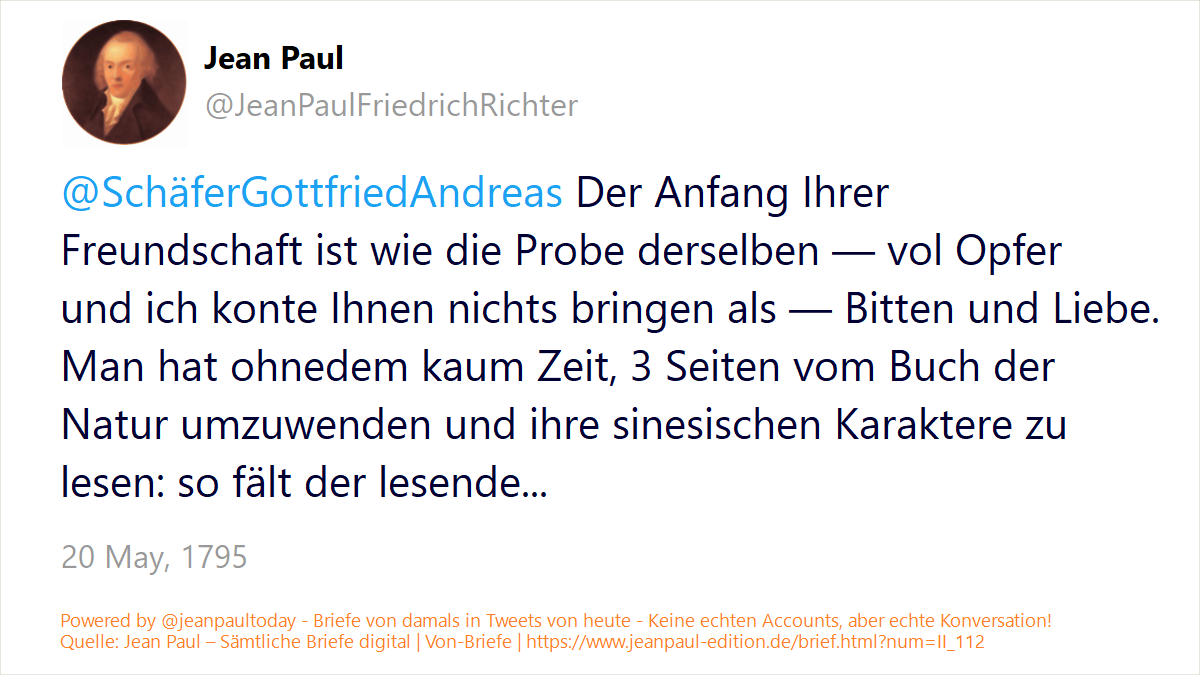 Jean Paul
@JeanPaulFriedrichRichter
@SchäferGottfriedAndreas Der Anfang Ihrer
Freundschaft ist wie die Probe derselben — vol Opfer
und ich konte Ihnen nichts bringen als — Bitten und Liebe.
Man hat ohnedem kaum Zeit, 3 Seiten vom Buch der
Natur umzuwenden und ihre sinesischen Karaktere zu
lesen: so fält der lesende...
20 May, 1795
Powered by @jeanpaultoday - Briefe von damals in Tweets von heute - Keine echten Accounts, aber echte Konversation!
Quelle: Jean Paul – Sämtliche Briefe digital | Von-Briefe | https://www.jeanpaul-edition.de/brief.html?num=II_112